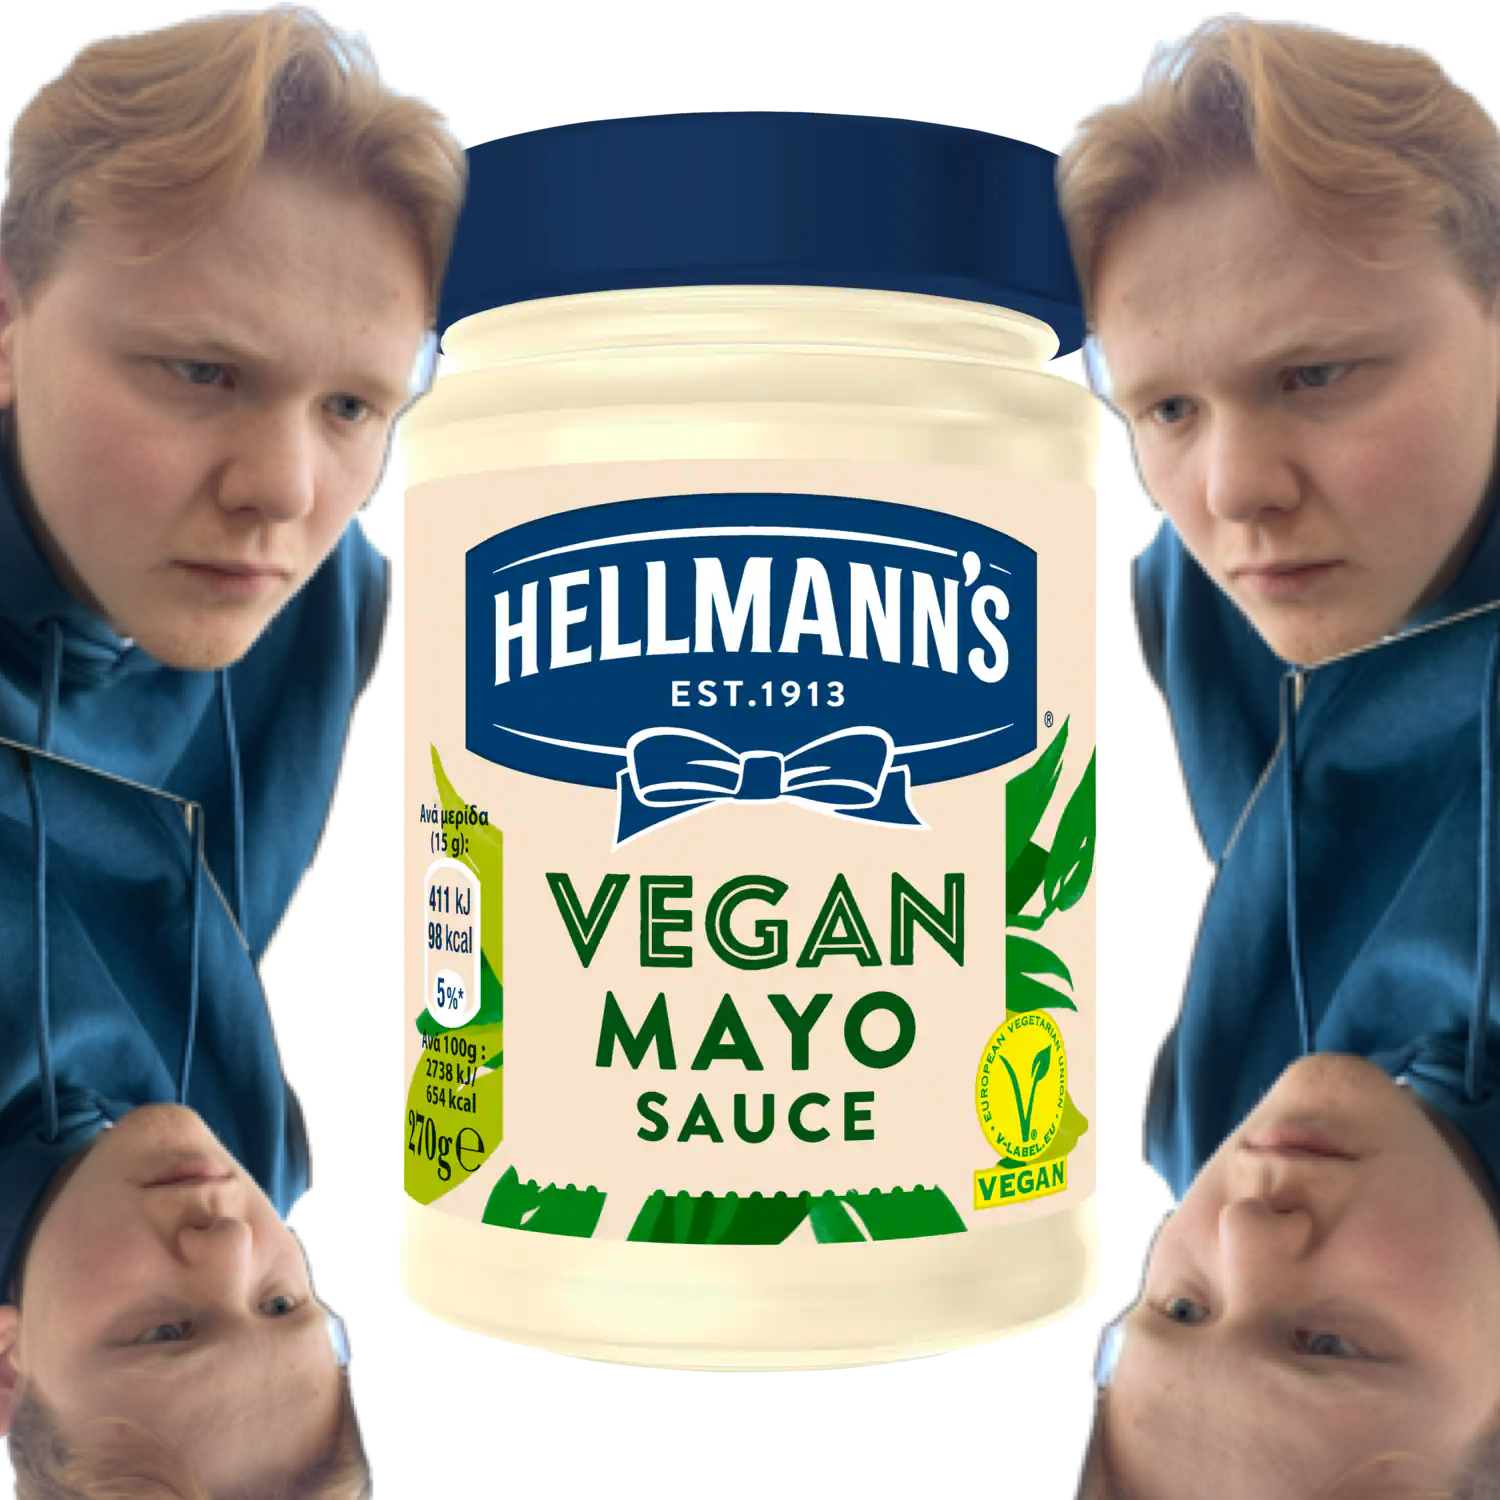 HELLMANN'S
EST.1913
®
Ανά μερίδα
(15 g):
411 kJ
98 kcal
5%*
Ανά 100g :
2738 kJ/
654 kcal
270g℮
VEGAN
MAYO
SAUCE
EUROPEAN VEGETARIAN UNION
• V-LABEL.EU •
®
VEGAN